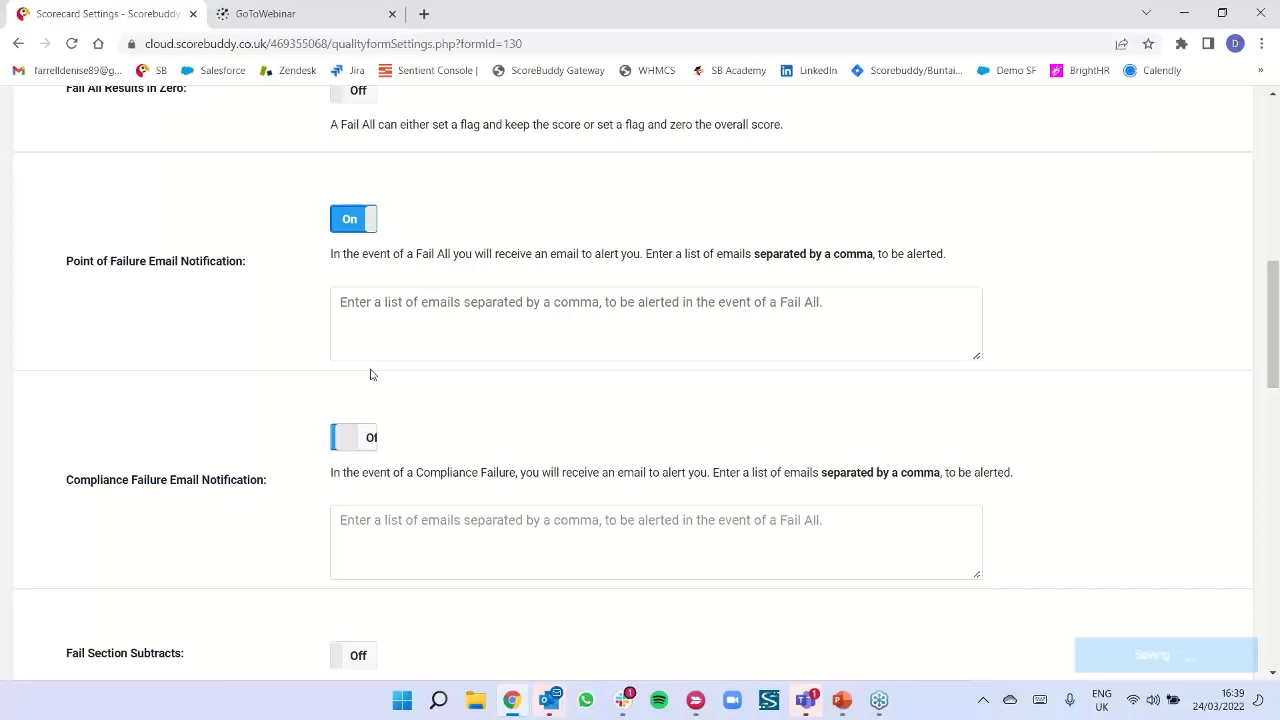 Scorecard Settings - Scorebuddy
GoToWebinar
cloud.scorebuddy.co.uk/469355068/qualityformSettings.php?formid=130
D
farrelldenise99@g...
SB
Salesforce
Zendesk
Sentient Console |
ScoreBuddy Gateway
WHMCS
SB Academy
LinkedIn
Scorebuddy/Buntai...
Demo SF
BrightHR
Calendly
»
Fail All Results in Zero:
Off
A Fail All can either set a flag and keep the score or set a flag and zero the overall score.
On
In the event of a Fail All you will receive an email to alert you. Enter a list of emails separated by a comma, to be alerted.
Point of Failure Email Notification:
Enter a list of emails separated by a comma, to be alerted in the event of a Fail All.
Of
In the event of a Compliance Failure, you will receive an email to alert you. Enter a list of emails separated by a comma, to be alerted.
Compliance Failure Email Notification:
Enter a list of emails separated by a comma, to be alerted in the event of a Fail All.
Fail Section Subtracts:
Off
Saving
ENG
UK
16:39
24/03/2022